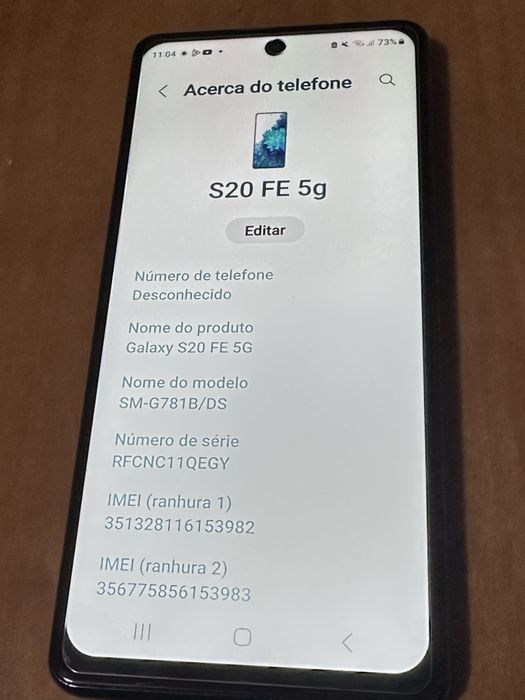 11:04
73%
Acerca do telefone
S20 FE 5g
Editar
Número de telefone
Desconhecido
Nome do produto
Galaxy S20 FE 5G
Nome do modelo
SM-G781B/DS
Número de série
RFCNC11QEGY
IMEI (ranhura 1)
351328116153982
IMEI (ranhura 2)
356775856153983